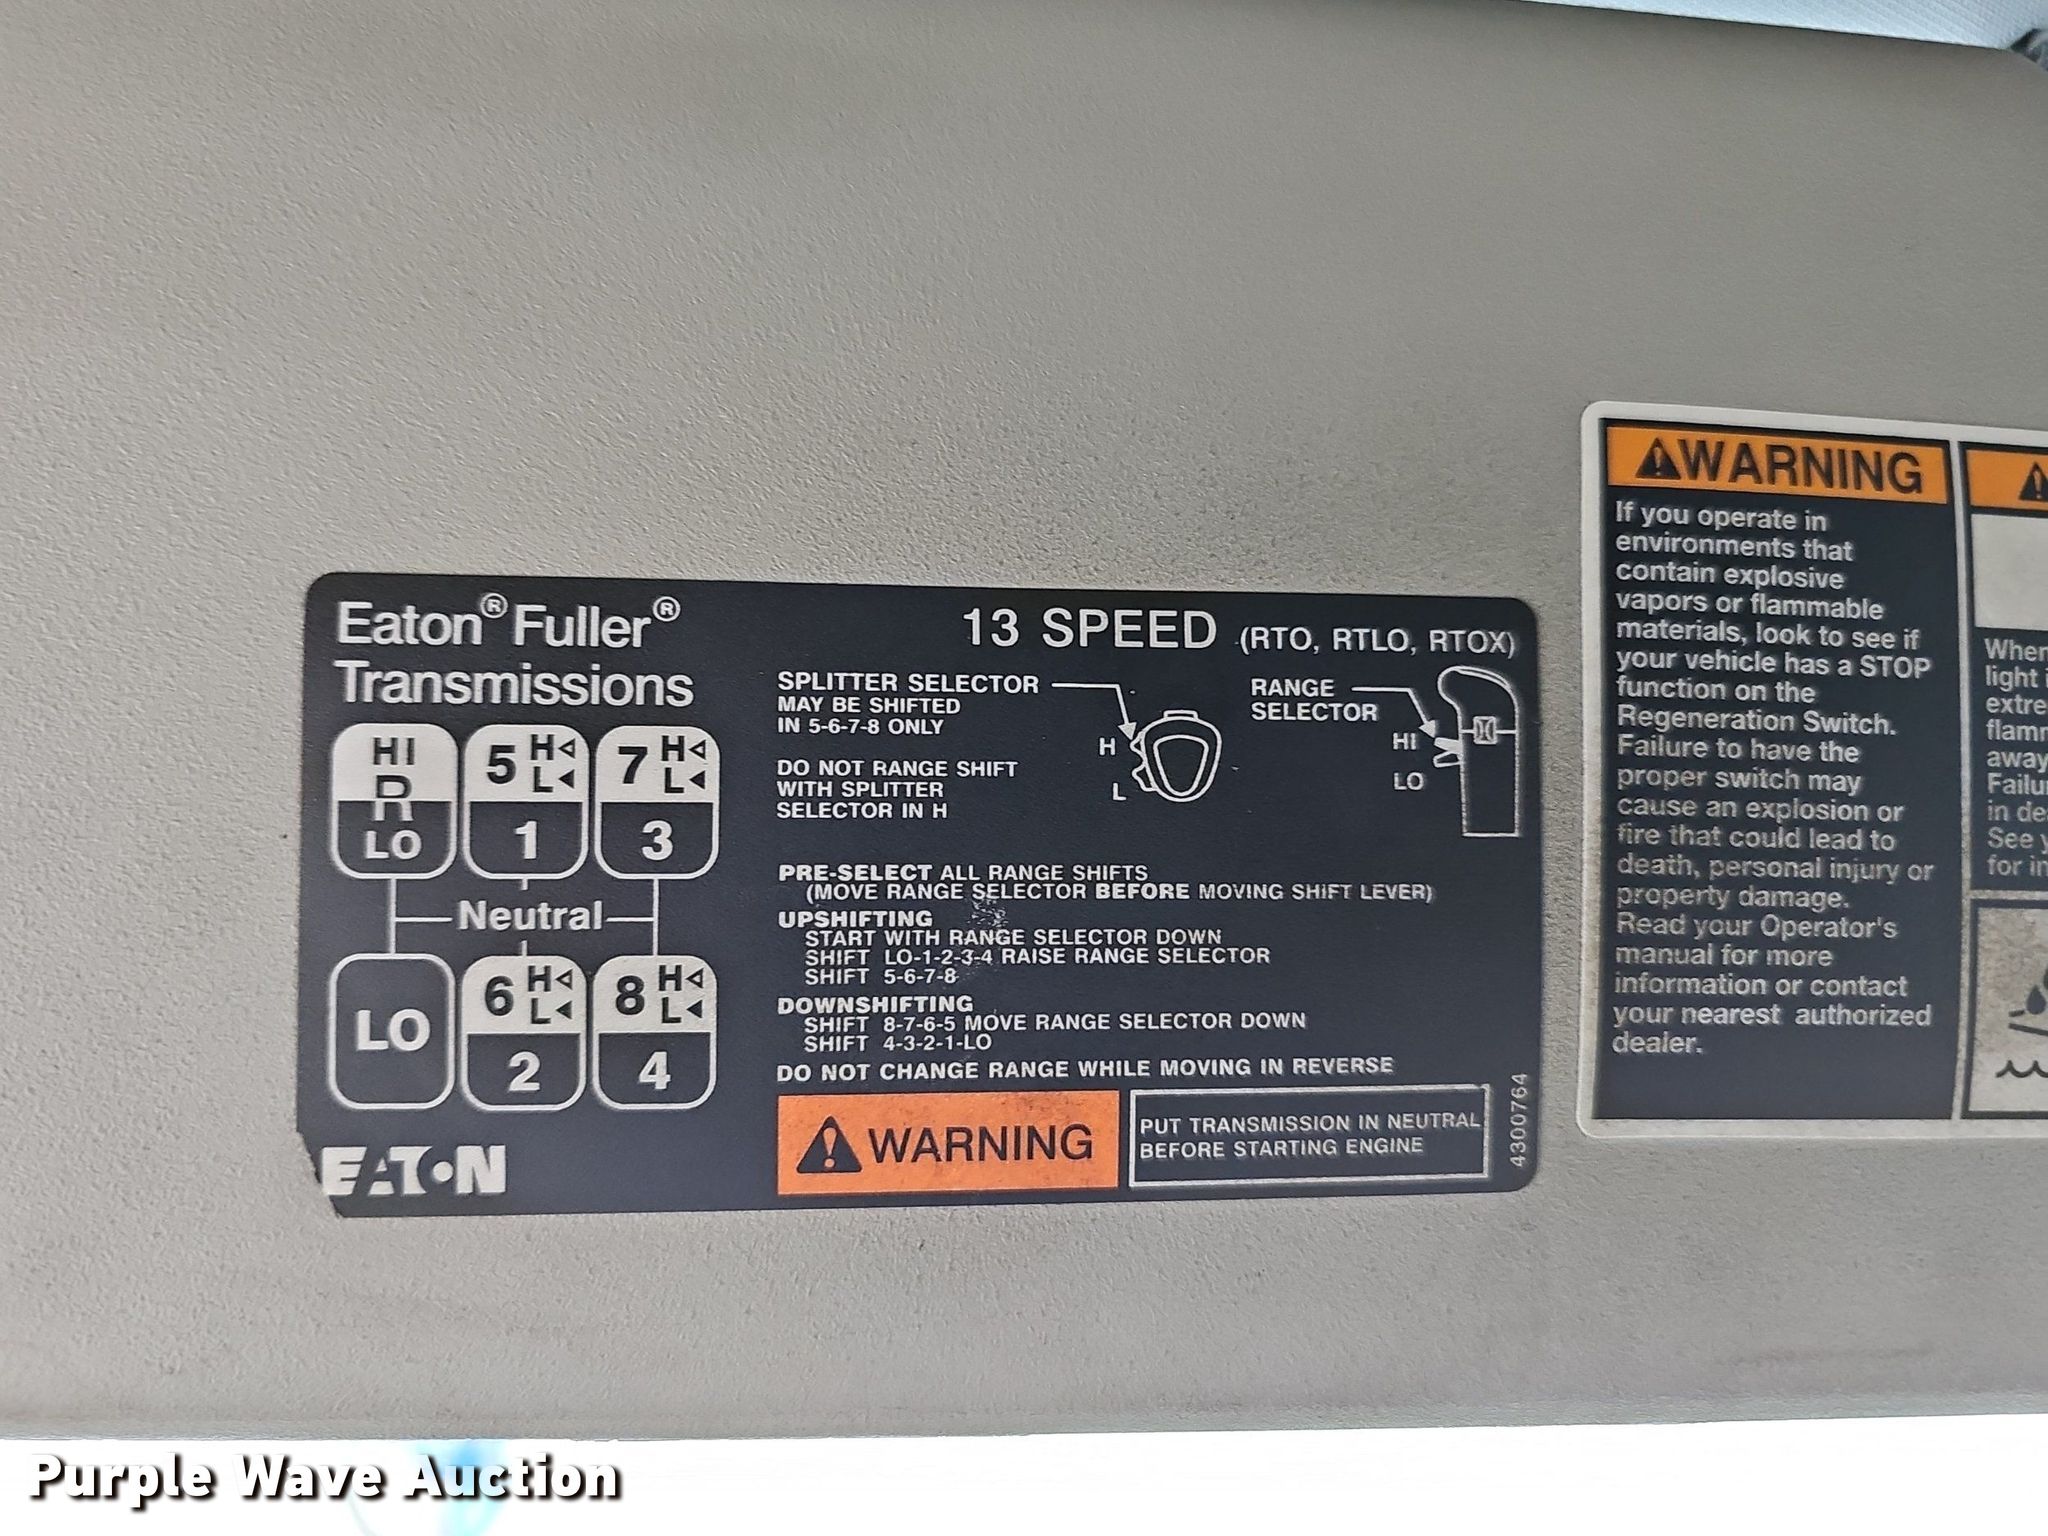 Eaton® Fuller®
Transmissions
13 SPEED (RTO, RTLO, RTOX)
HI
R
LO
5 H
L
1
7 H
L
3
Neutral
LO
6 H
L
2
8 H
L
4
EATON
SPLITTER SELECTOR
MAY BE SHIFTED
IN 5-6-7-8 ONLY
DO NOT RANGE SHIFT
WITH SPLITTER
SELECTOR IN H
H
L
RANGE
SELECTOR
HI
LO
PRE-SELECT ALL RANGE SHIFTS
(MOVE RANGE SELECTOR BEFORE MOVING SHIFT LEVER)
UPSHIFTING
START WITH RANGE SELECTOR DOWN
SHIFT LO-1-2-3-4 RAISE RANGE SELECTOR
SHIFT 5-6-7-8
DOWNSHIFTING
SHIFT 8-7-6-5 MOVE RANGE SELECTOR DOWN
SHIFT 4-3-2-1-LO
DO NOT CHANGE RANGE WHILE MOVING IN REVERSE
WARNING
PUT TRANSMISSION IN NEUTRAL
BEFORE STARTING ENGINE
4300764
WARNING
If you operate in
environments that
contain explosive
vapors or flammable
materials, look to see if
your vehicle has a STOP
function on the
Regeneration Switch.
Failure to have the
proper switch may
cause an explosion or
fire that could lead to
death, personal injury or
property damage.
Read your Operator's
manual for more
information or contact
your nearest authorized
dealer.
When
light
in
See
for in
Purple Wave Auction